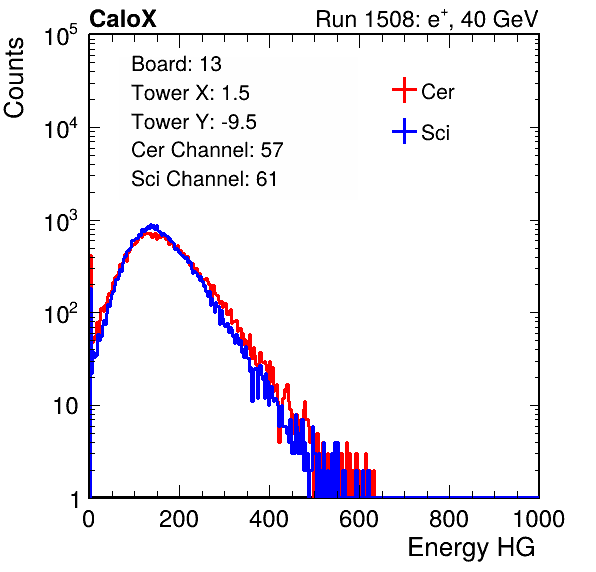 CaloX Run 1508: e⁺, 40 GeV
Board: 13
Tower X: 1.5
Tower Y: -9.5
Cer Channel: 57
Sci Channel: 61
Cer
Sci
Counts
10⁵
10⁴
10³
10²
10
1
0 200 400 600 800 1000
Energy HG